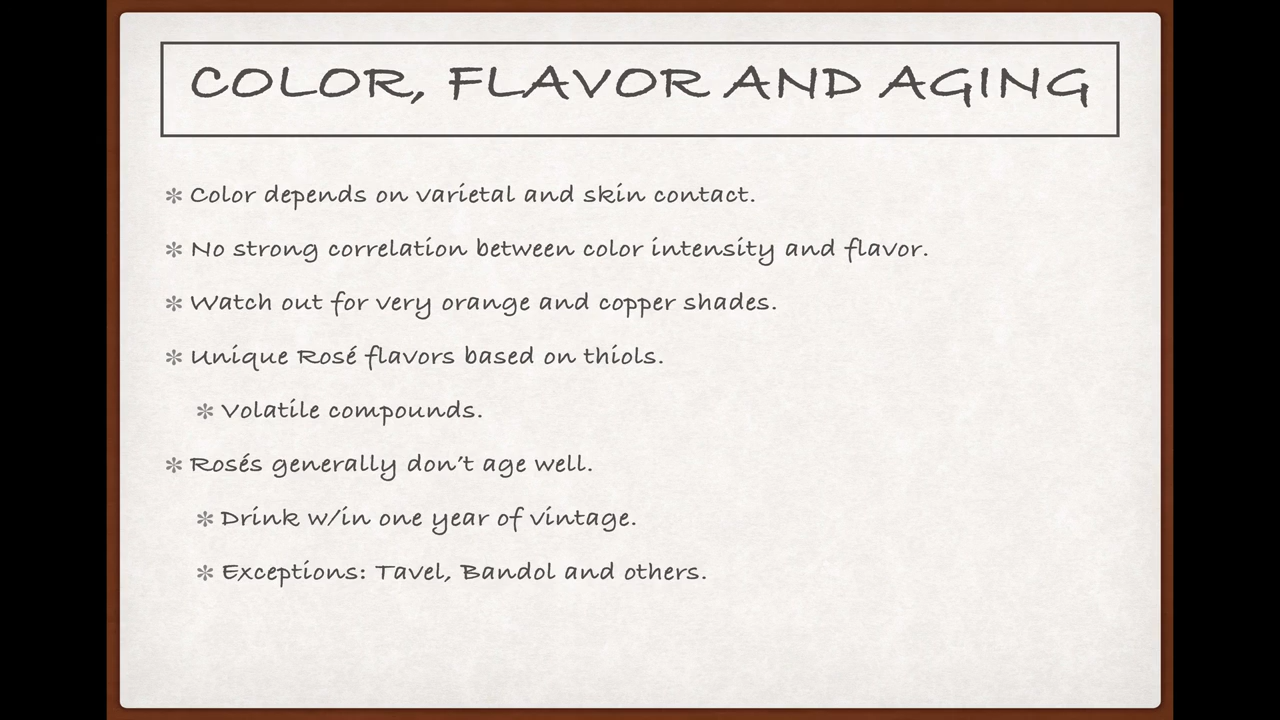 COLOR, FLAVOR AND AGING
✼ Color depends on varietal and skin contact.
✼ No strong correlation between color intensity and flavor.
✼ Watch out for very orange and copper shades.
✼ Unique Rosé flavors based on thiols.
✼ Volatile compounds.
✼ Rosés generally don't age well.
✼ Drink w/in one year of vintage.
✼ Exceptions: Tavel, Bandol and others.